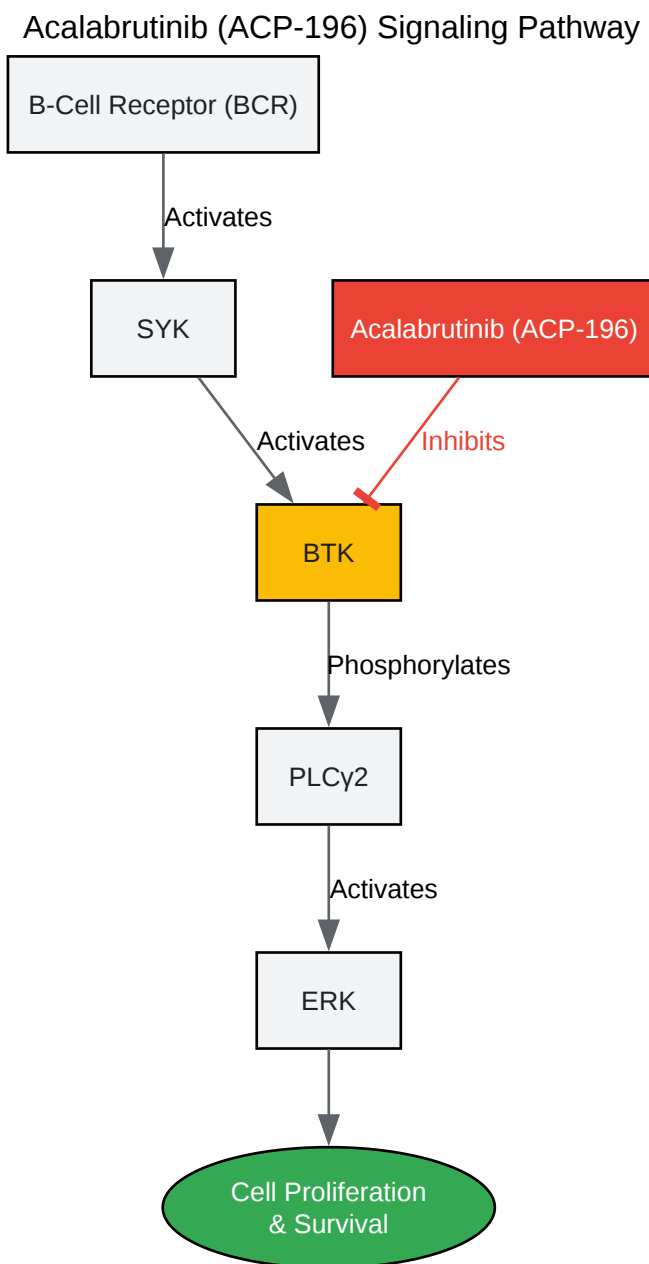 Acalabrutinib (ACP-196) Signaling Pathway
B-Cell Receptor (BCR)
Activates
SYK
Acalabrutinib (ACP-196)
Activates
Inhibits
BTK
Phosphorylates
PLCγ2
Activates
ERK
Cell Proliferation
& Survival